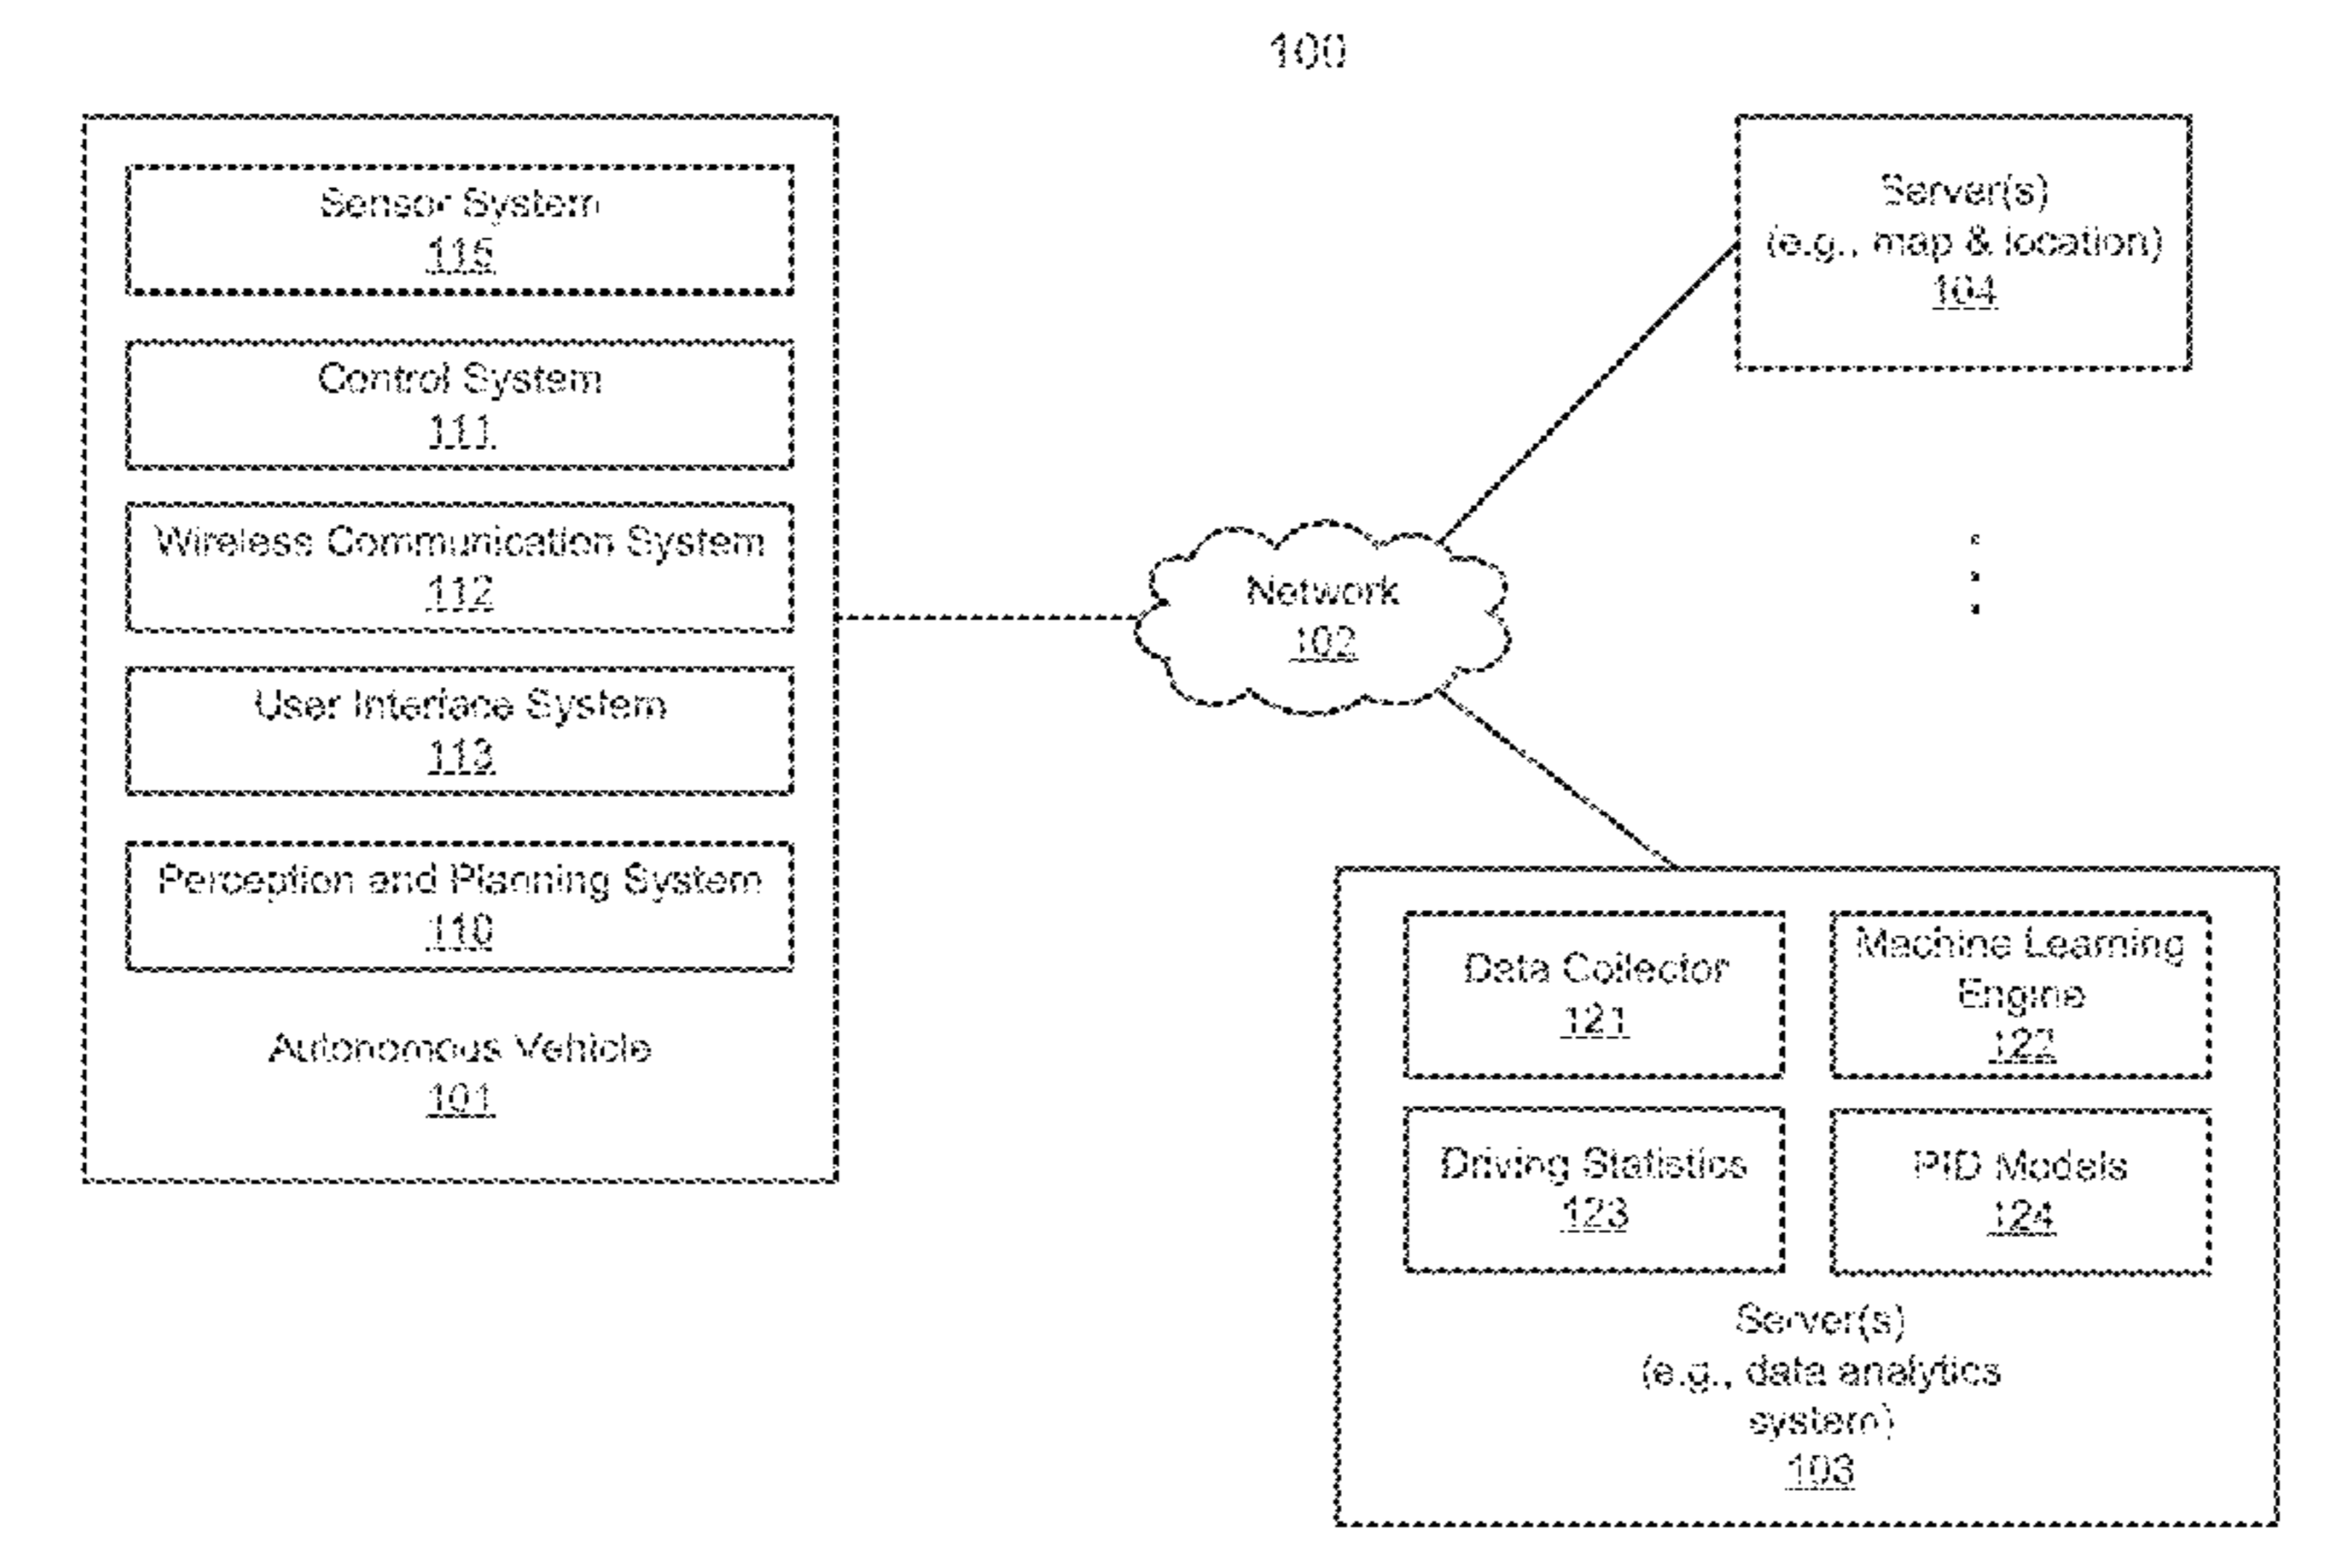 100
Sensor System
115
Control System
111
Wireless Communication System
112
User Interface System
113
Perception and Planning System
110
Autonomous Vehicle
101
Network
102
Server(s)
(e.g., map & location)
104
Data Collector
121
Machine Learning
Engine
122
Driving Statistics
123
PID Models
124
Server(s)
(e.g., data analytics
system)
103